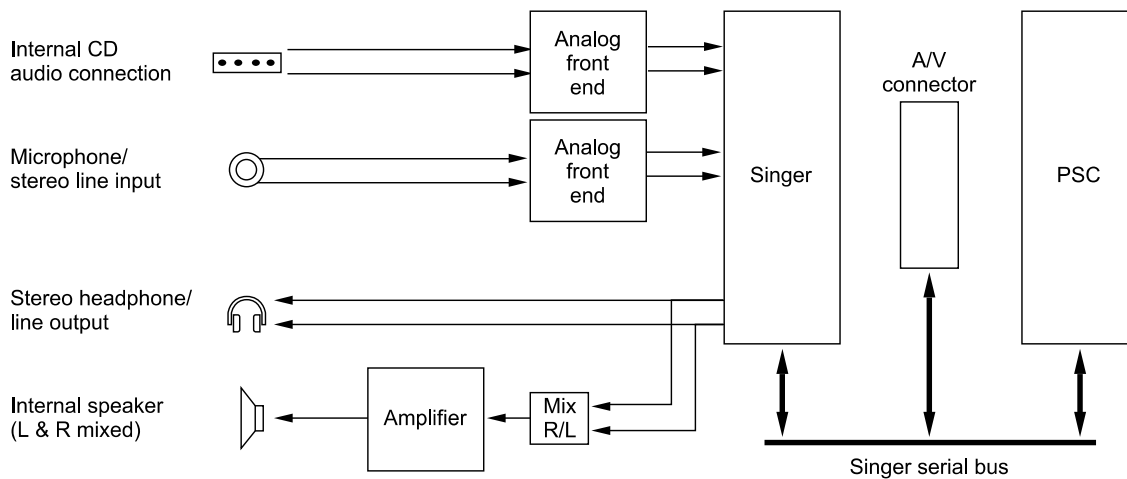 Internal CD
audio connection
Analog
front
end
Microphone/
stereo line input
Analog
front
end
Singer
A/V
connector
PSC
Stereo headphone/
line output
Internal speaker
(L & R mixed)
Amplifier
Mix
R/L
Singer serial bus